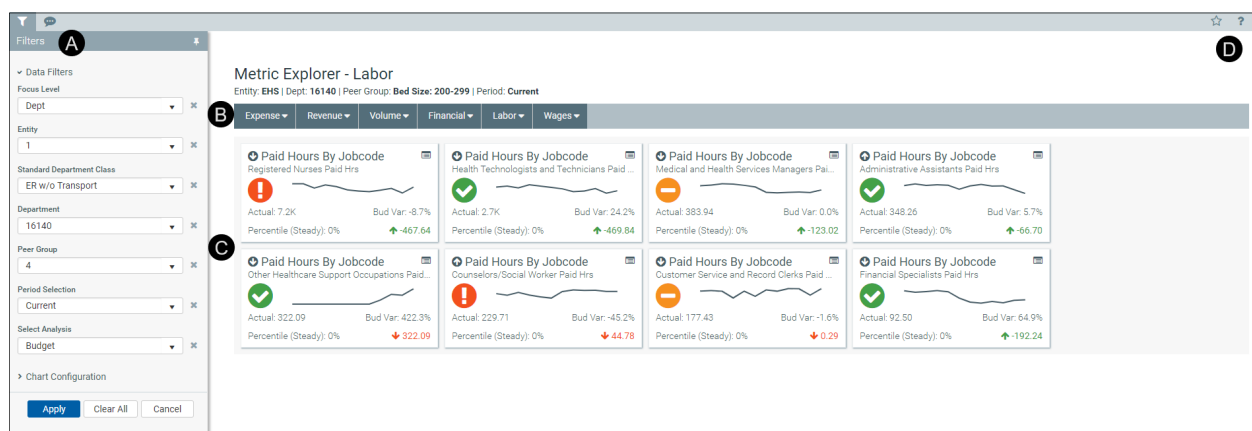 ?
Filters
A
D
Data Filters
Focus Level
Dept
Entity
1
Standard Department Class
ER w/o Transport
Department
16140
Peer Group
4
Period Selection
Current
Select Analysis
Budget
Chart Configuration
Apply Clear All Cancel
Metric Explorer - Labor
Entity: EHS | Dept: 16140 | Peer Group: Bed Size: 200-299 | Period: Current
B
Expense Revenue Volume Financial Labor Wages
C
Paid Hours By Jobcode
Registered Nurses Paid Hrs
Actual: 7.2K Bud Var: -8.7%
Percentile (Steady): 0% -467.64
Paid Hours By Jobcode
Health Technologists and Technicians Paid ...
Actual: 2.7K Bud Var: 24.2%
Percentile (Steady): 0% -469.84
Paid Hours By Jobcode
Medical and Health Services Managers Pai...
Actual: 383.94 Bud Var: 0.0%
Percentile (Steady): 0% -123.02
Paid Hours By Jobcode
Administrative Assistants Paid Hrs
Actual: 348.26 Bud Var: 5.7%
Percentile (Steady): 0% -66.70
Paid Hours By Jobcode
Other Healthcare Support Occupations Paid...
Actual: 322.09 Bud Var: 422.3%
Percentile (Steady): 0% 322.09
Paid Hours By Jobcode
Counselors/Social Worker Paid Hrs
Actual: 229.71 Bud Var: -45.2%
Percentile (Steady): 0% 44.78
Paid Hours By Jobcode
Customer Service and Record Clerks Paid ...
Actual: 177.43 Bud Var: -1.6%
Percentile (Steady): 0% 0.29
Paid Hours By Jobcode
Financial Specialists Paid Hrs
Actual: 92.50 Bud Var: 64.9%
Percentile (Steady): 0% -192.24